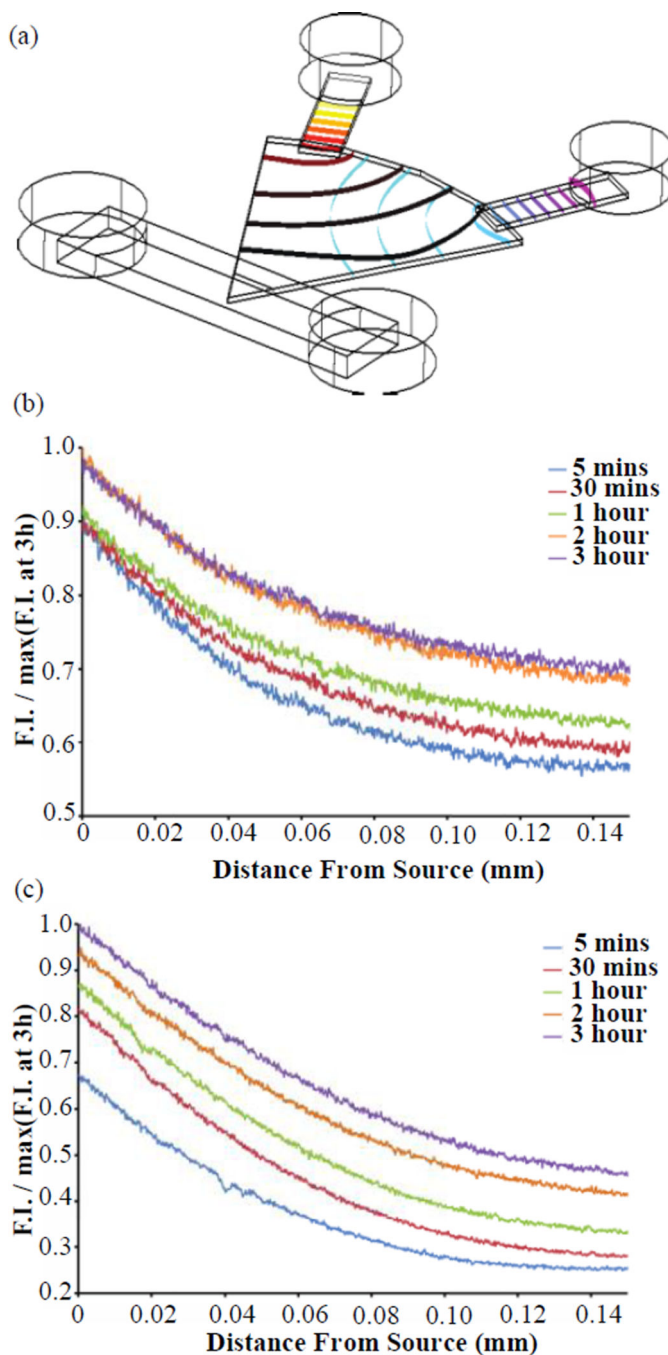 (a)
(b)
F.I. / max(F.I. at 3h)
1.0
0.9
0.8
0.7
0.6
0.5
0
0.02
0.04
0.06
0.08
0.10
0.12
0.14
Distance From Source (mm)
5 mins
30 mins
1 hour
2 hour
3 hour
(c)
F.I. / max(F.I. at 3h)
1.0
0.9
0.8
0.7
0.6
0.5
0.4
0.3
0.2
0
0.02
0.04
0.06
0.08
0.10
0.12
0.14
Distance From Source (mm)
5 mins
30 mins
1 hour
2 hour
3 hour